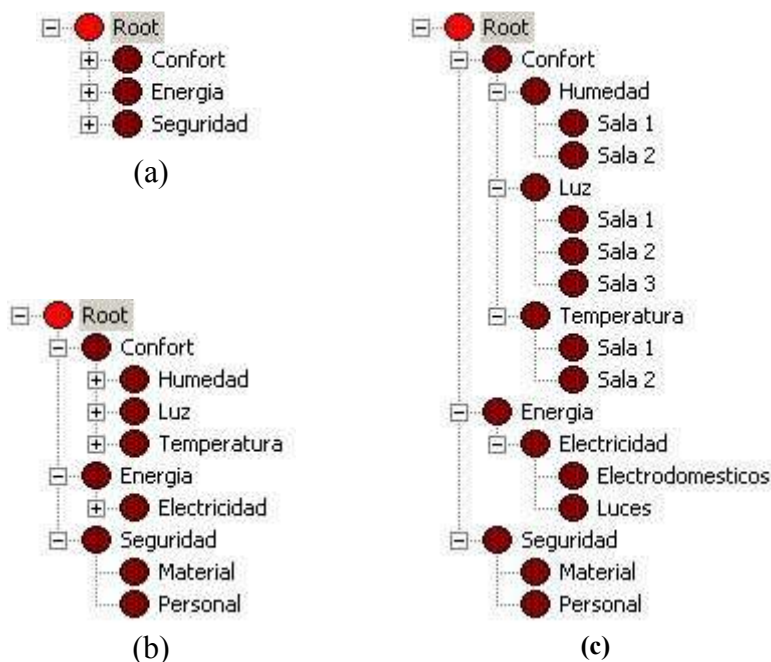 Root
Confort
Energia
Seguridad
(a)
Root
Confort
Humedad
Luz
Temperatura
Energia
Electricidad
Seguridad
Material
Personal
(b)
Root
Confort
Humedad
Sala 1
Sala 2
Luz
Sala 1
Sala 2
Sala 3
Temperatura
Sala 1
Sala 2
Energia
Electricidad
Electrodomesticos
Luces
Seguridad
Material
Personal
(c)